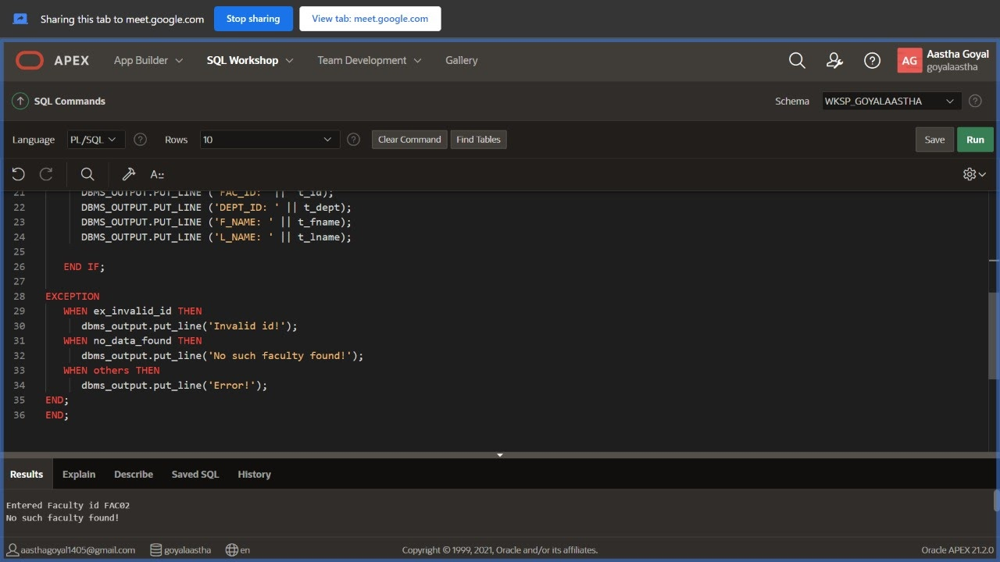 Sharing this tab to meet.google.com Stop sharing View tab: meet.google.com
APEX App Builder SQL Workshop Team Development Gallery AG Aastha Goyal
goyalaastha
SQL Commands Schema WKSP_GOYALAASTHA
Language PL/SQL Rows 10 Clear Command Find Tables Save Run
21 DBMS_OUTPUT.PUT_LINE ('FAC_ID: ' || t_id);
22 DBMS_OUTPUT.PUT_LINE ('DEPT_ID: ' || t_dept);
23 DBMS_OUTPUT.PUT_LINE ('F_NAME: ' || t_fname);
24 DBMS_OUTPUT.PUT_LINE ('L_NAME: ' || t_lname);
25
26 END IF;
27
28 EXCEPTION
29 WHEN ex_invalid_id THEN
30 dbms_output.put_line('Invalid id!');
31 WHEN no_data_found THEN
32 dbms_output.put_line('No such faculty found!');
33 WHEN others THEN
34 dbms_output.put_line('Error!');
35 END;
36 END;
Results Explain Describe Saved SQL History
Entered Faculty id FAC02
No such faculty found!
aasthagoyal1405@gmail.com goyalaastha en Copyright © 1999, 2021, Oracle and/or its affiliates. Oracle APEX 21.2.0